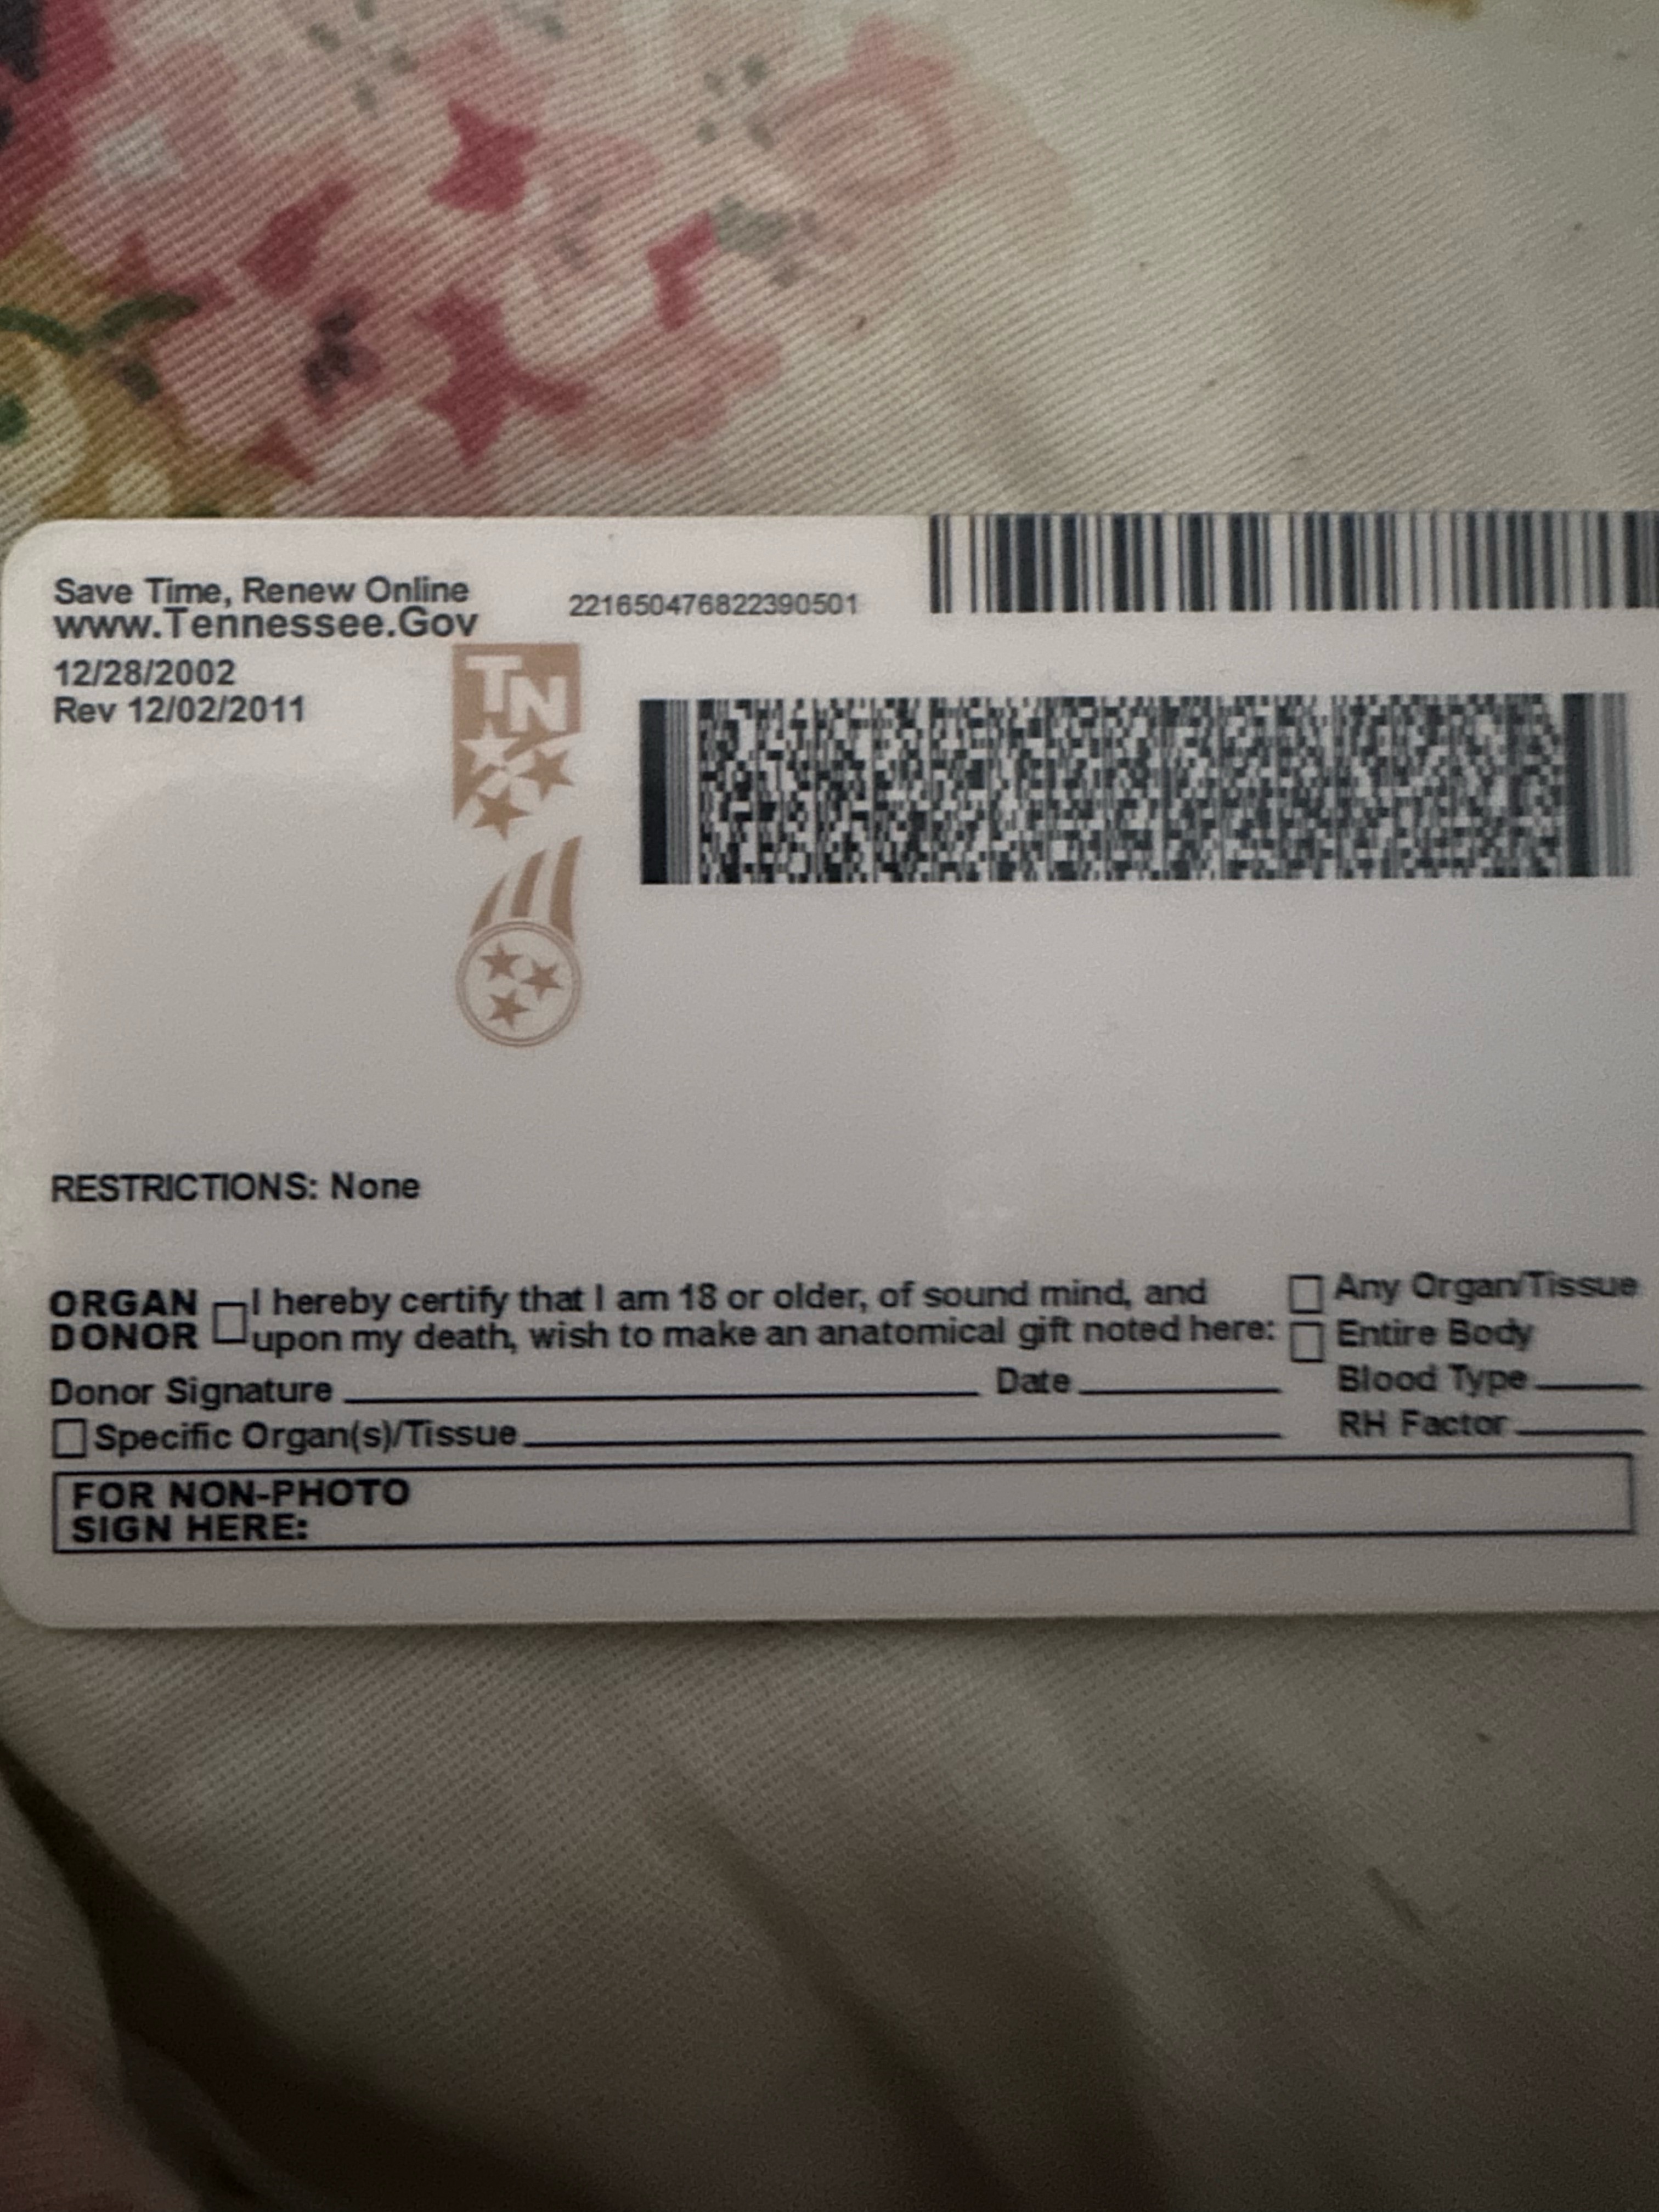 Save Time, Renew Online
www.Tennessee.Gov
221650476822390501
12/28/2002
Rev 12/02/2011
TN
RESTRICTIONS: None
ORGAN DONOR I hereby certify that I am 18 or older, of sound mind, and
upon my death, wish to make an anatomical gift noted here:
Any Organ/Tissue
Entire Body
Donor Signature Date Blood Type
Specific Organ(s)/Tissue RH Factor
FOR NON-PHOTO
SIGN HERE: